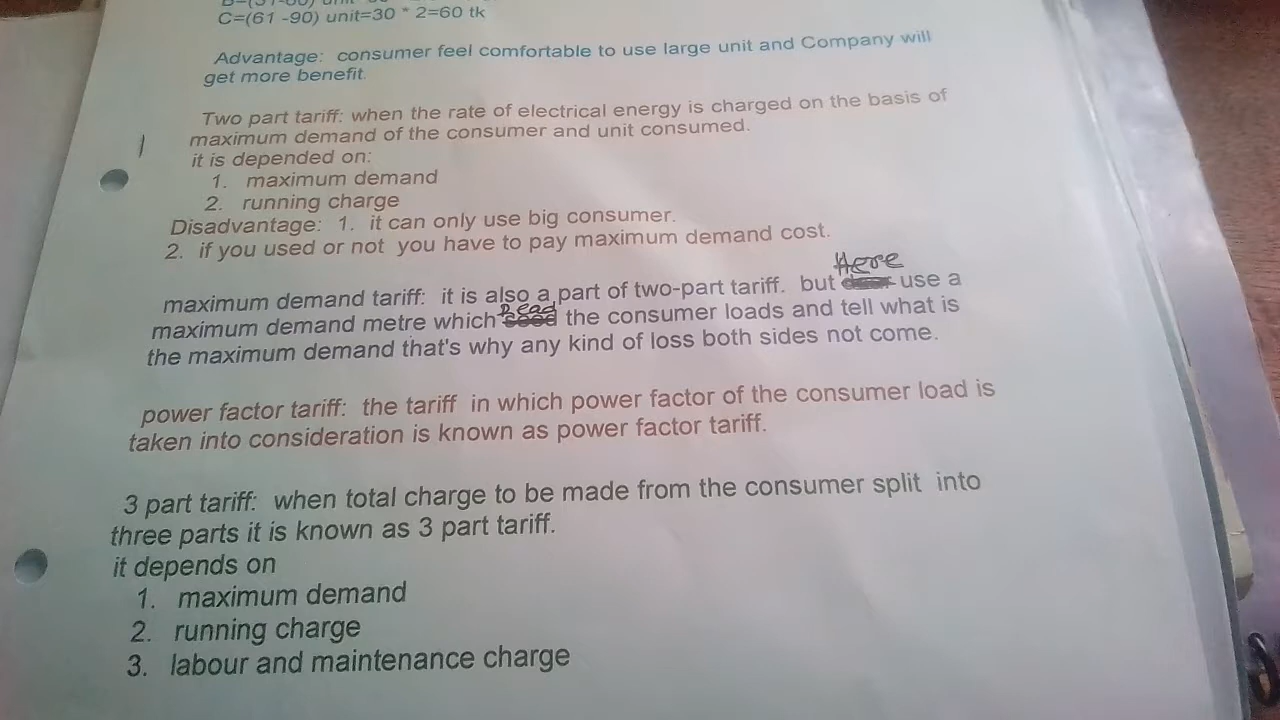 C=(61 -90) unit=30 * 2=60 tk
Advantage: consumer feel comfortable to use large unit and Company will
get more benefit.
Two part tariff: when the rate of electrical energy is charged on the basis of
maximum demand of the consumer and unit consumed.
it is depended on:
1. maximum demand
2. running charge
Disadvantage: 1. it can only use big consumer.
2. if you used or not you have to pay maximum demand cost.
Here
maximum demand tariff: it is also a part of two-part tariff. but use a
Read
maximum demand metre which the consumer loads and tell what is
the maximum demand that's why any kind of loss both sides not come.
power factor tariff: the tariff in which power factor of the consumer load is
taken into consideration is known as power factor tariff.
3 part tariff: when total charge to be made from the consumer split into
three parts it is known as 3 part tariff.
it depends on
1. maximum demand
2. running charge
3. labour and maintenance charge